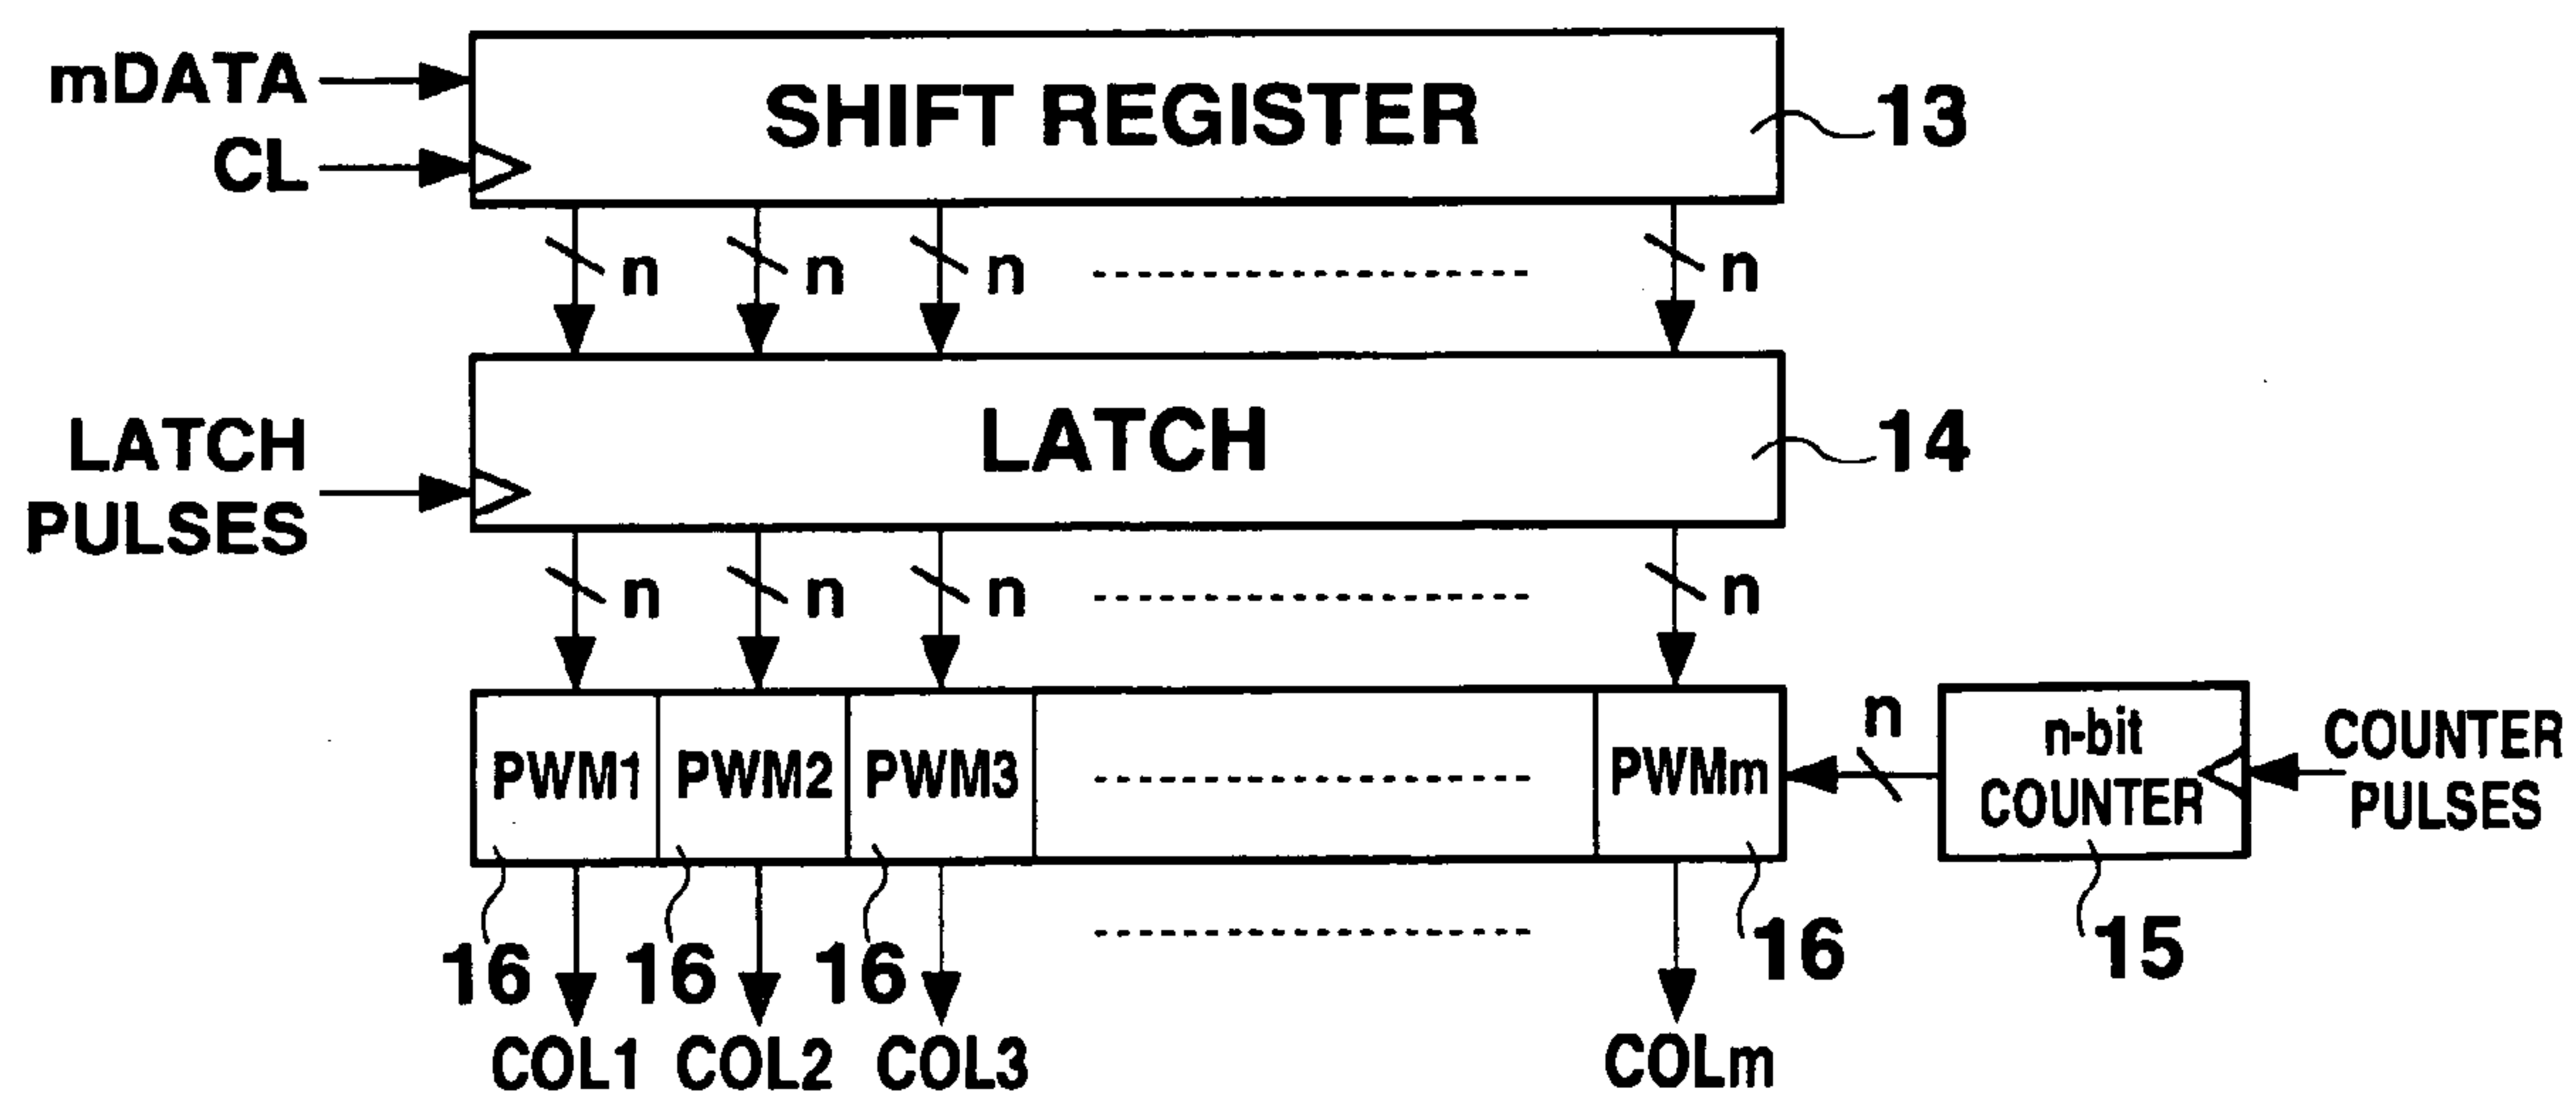 mDATA
SHIFT REGISTER
13
CL
n n n n
LATCH
PULSES
LATCH
14
n n n n
PWM1 PWM2 PWM3 PWMm
n
n-bit
COUNTER
COUNTER
PULSES
16 16 16 16 15
COL1 COL2 COL3 COLm